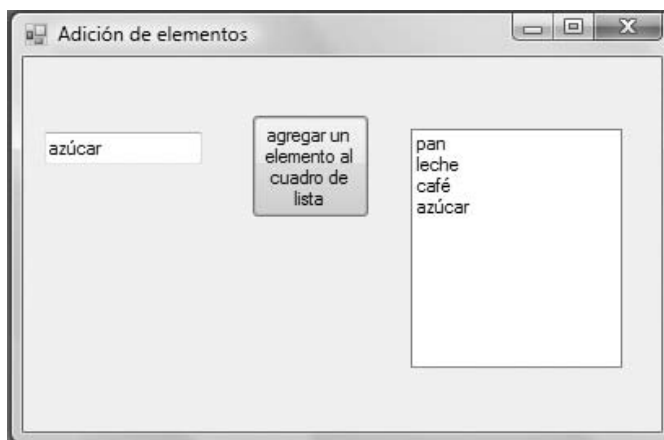 Adición de elementos
azúcar
agregar un
elemento al
cuadro de
lista
pan
leche
café
azúcar